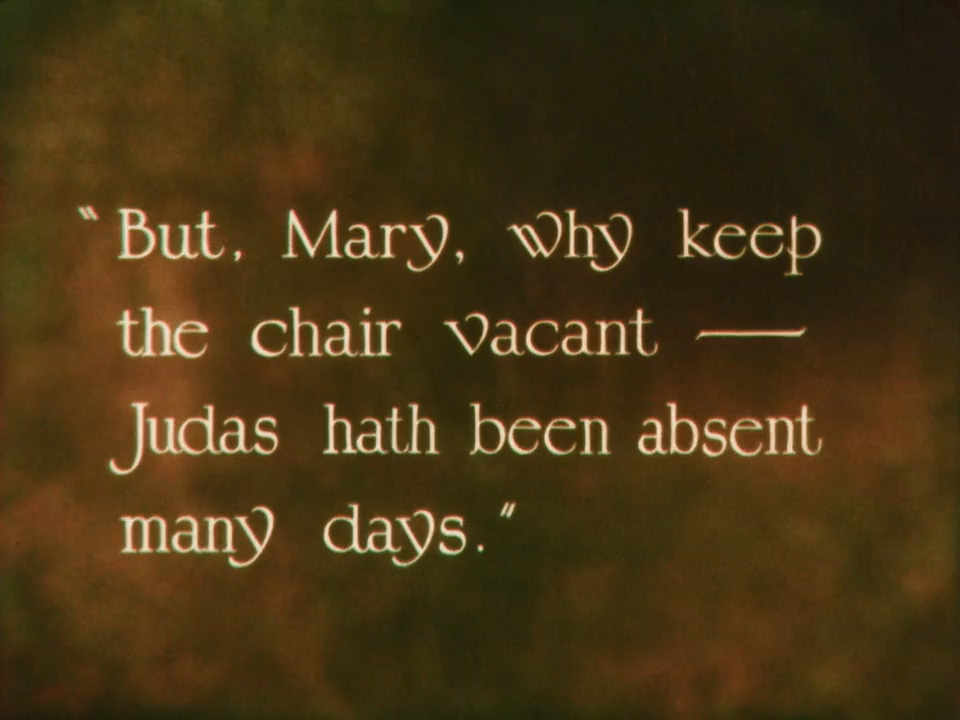 "But, Mary, why keep
the chair vacant —
Judas hath been absent
many days."